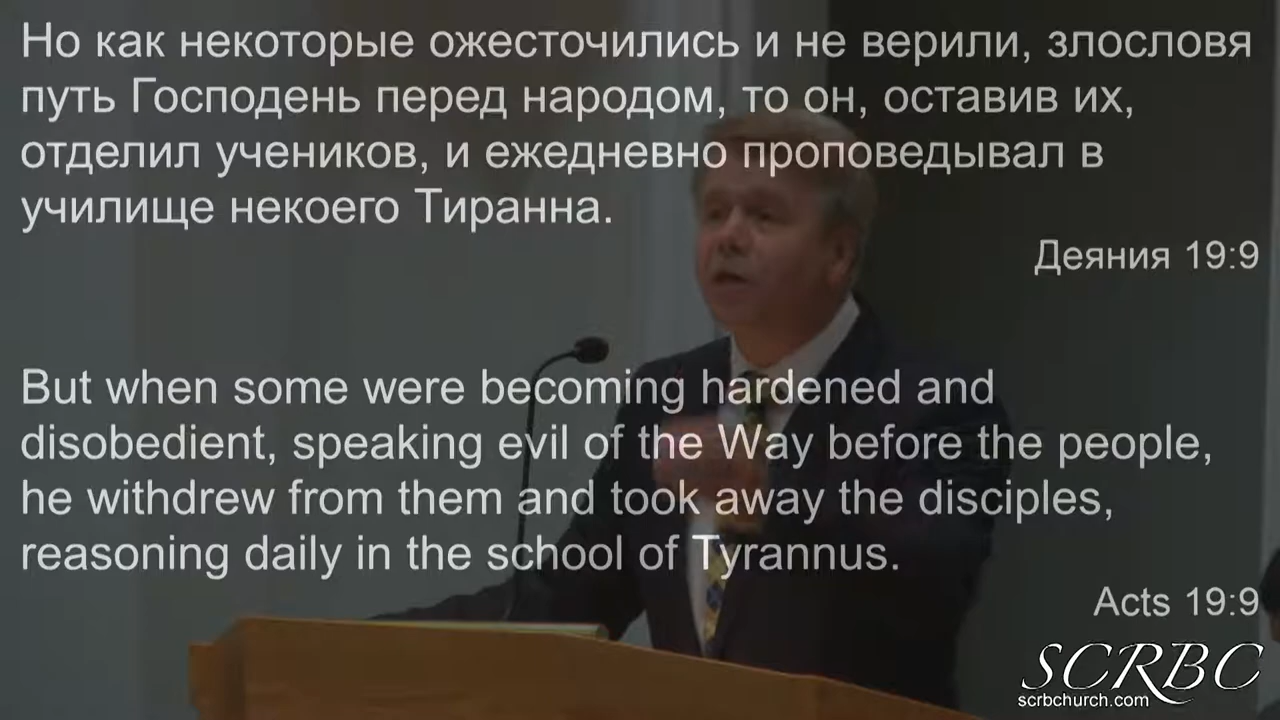 Но как некоторые ожесточились и не верили, злословя
путь Господень перед народом, то он, оставив их,
отделил учеников, и ежедневно проповедывал в
училище некоего Тиранна.
Деяния 19:9
But when some were becoming hardened and
disobedient, speaking evil of the Way before the people,
he withdrew from them and took away the disciples,
reasoning daily in the school of Tyrannus.
Acts 19:9
SCRBC
scrbchurch.com